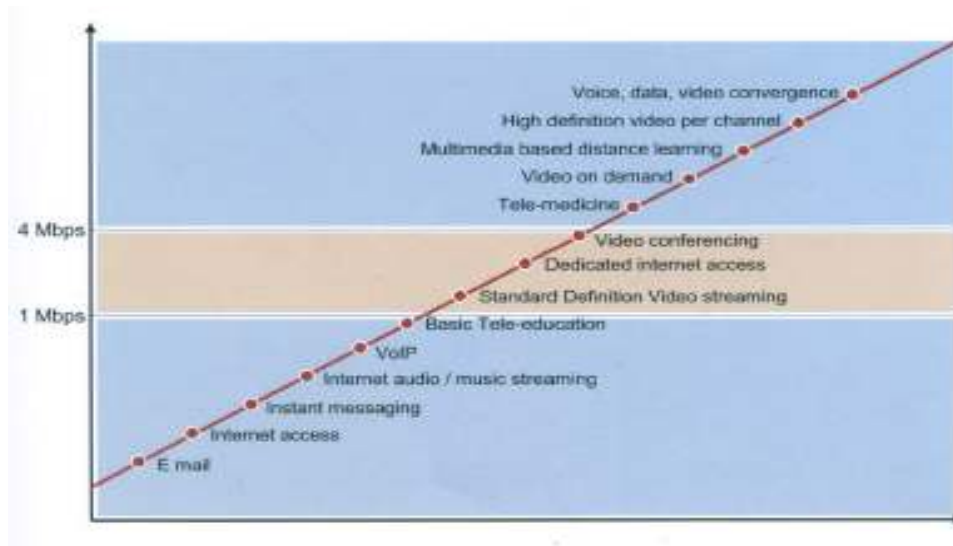 Voice, data, video convergence
High definition video per channel
Multimedia based distance learning
Video on demand
Tele-medicine
4 Mbps
Video conferencing
Dedicated internet access
Standard Definition Video streaming
1 Mbps
Basic Tele-education
VoIP
Internet audio / music streaming
Instant messaging
Internet access
E mail